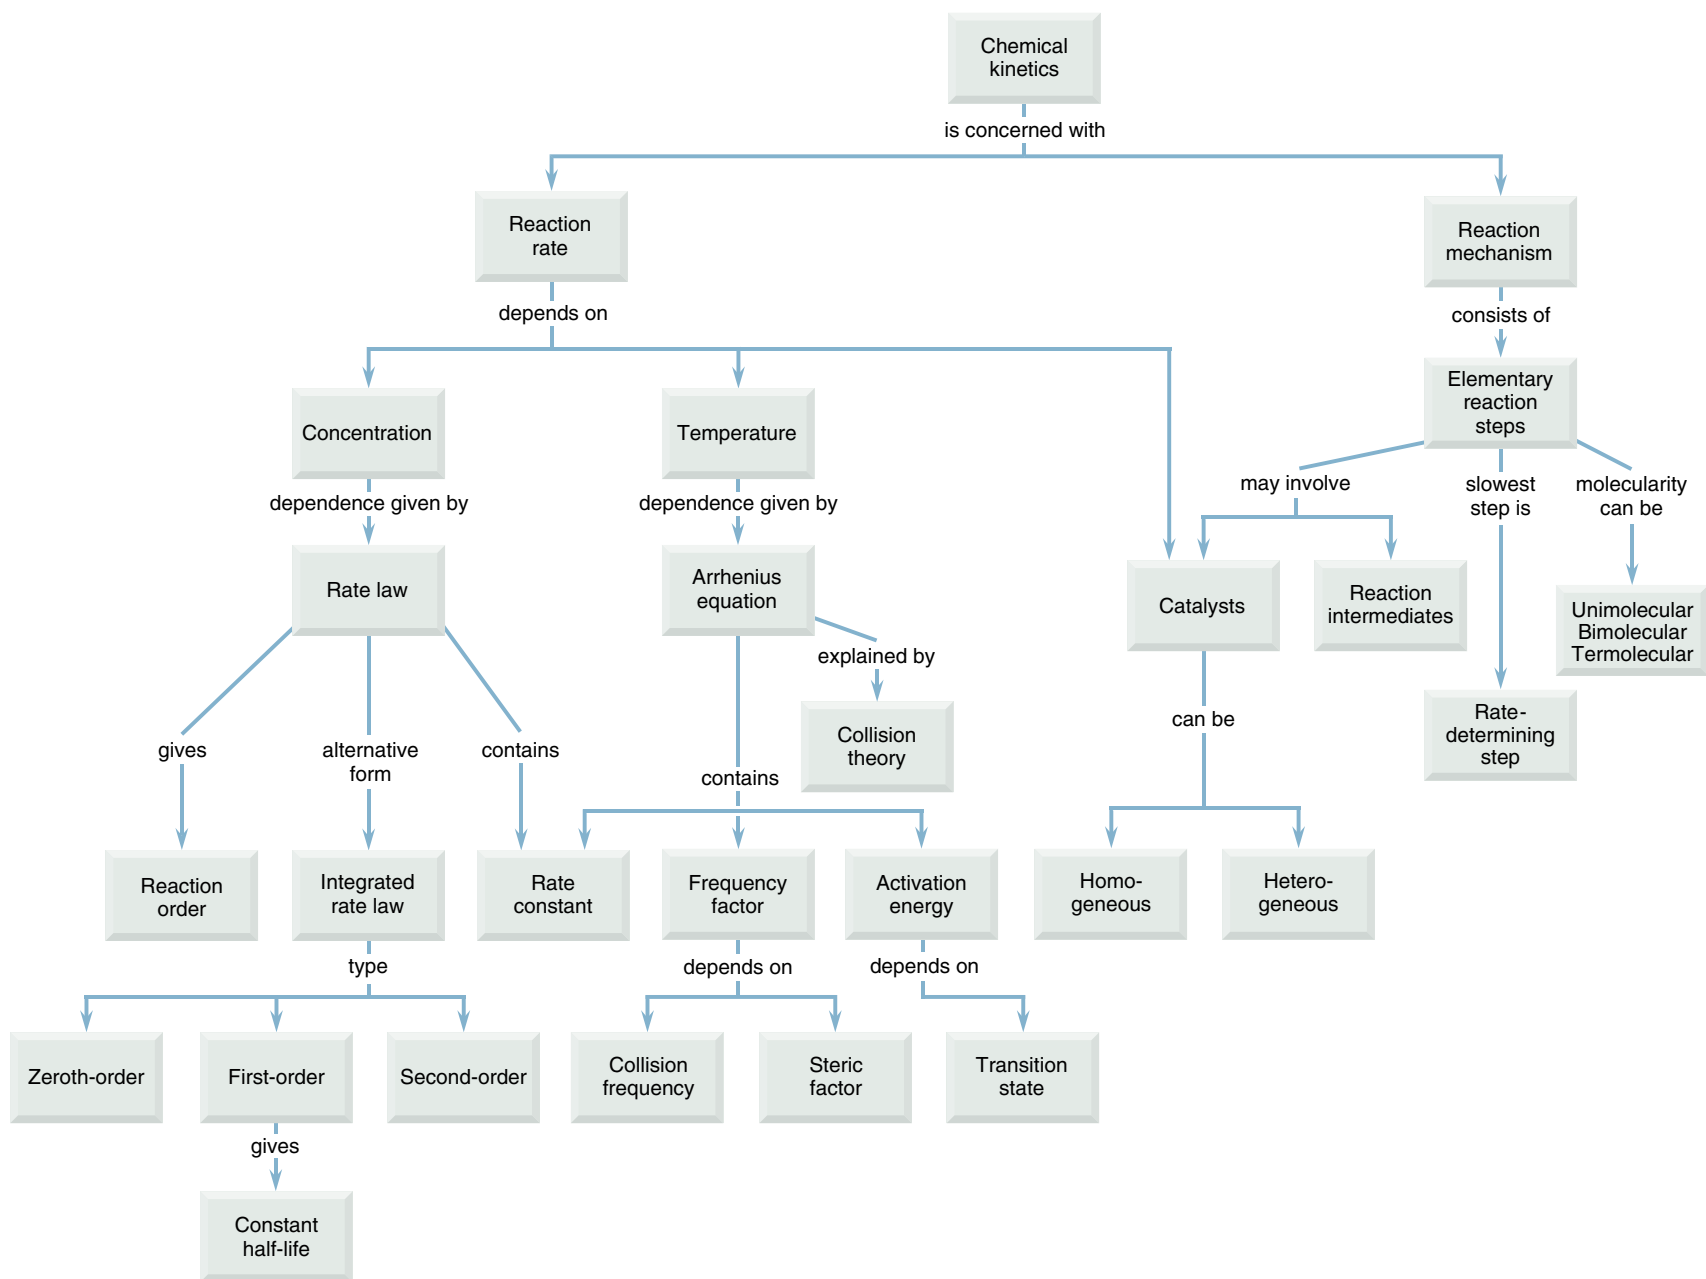 Chemical
kinetics
is concerned with
Reaction
rate
Reaction
mechanism
depends on
consists of
Concentration
Temperature
Elementary
reaction
steps
dependence given by
dependence given by
may involve
slowest
step is
molecularity
can be
Rate law
Arrhenius
equation
Catalysts
Reaction
intermediates
Unimolecular
Bimolecular
Termolecular
explained by
Collision
theory
can be
Rate-
determining
step
gives
alternative
form
contains
contains
Reaction
order
Integrated
rate law
Rate
constant
Frequency
factor
Activation
energy
Homo-
geneous
Hetero-
geneous
type
depends on
depends on
Zeroth-order
First-order
Second-order
Collision
frequency
Steric
factor
Transition
state
gives
Constant
half-life